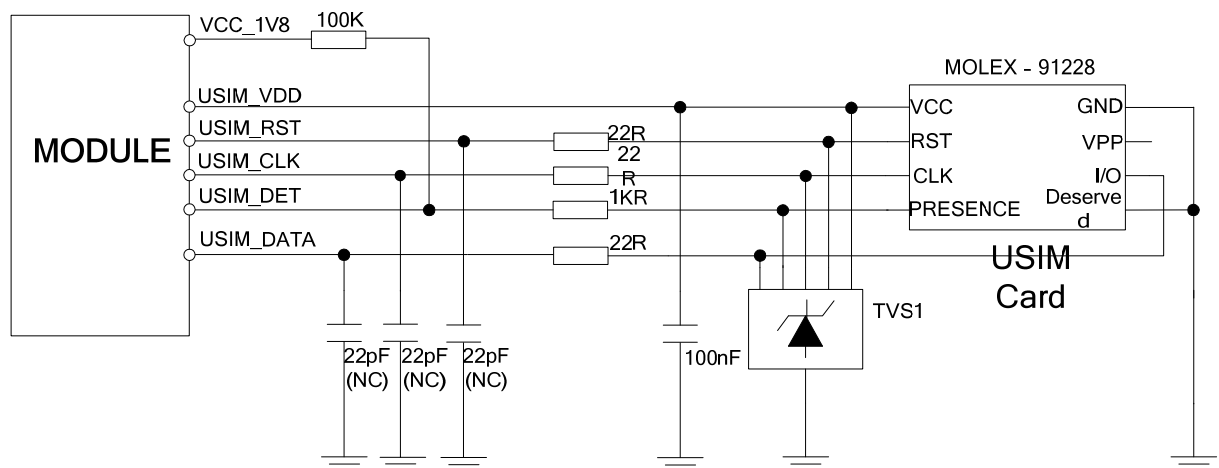 VCC_1V8
100K
MOLEX - 91228
USIM_VDD
VCC
GND
USIM_RST
22R
RST
VPP
MODULE
USIM_CLK
22
R
CLK
I/O
USIM_DET
1KR
PRESENCE
Deserve
d
USIM_DATA
22R
USIM
Card
TVS1
22pF
(NC)
22pF
(NC)
22pF
(NC)
100nF